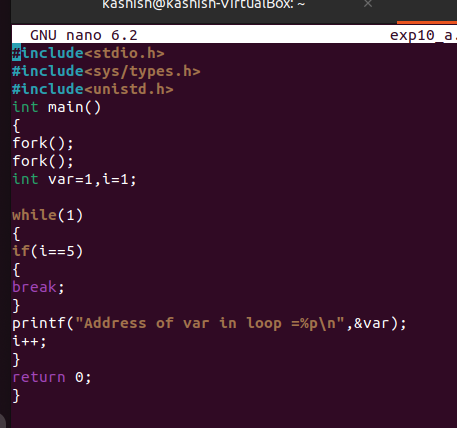 kashish@kashish-VirtualBox: ~ ×
GNU nano 6.2 exp10_a.
#include<stdio.h>
#include<sys/types.h>
#include<unistd.h>
int main()
{
fork();
fork();
int var=1,i=1;
while(1)
{
if(i==5)
{
break;
}
printf("Address of var in loop =%p\n",&var);
i++;
}
return 0;
}